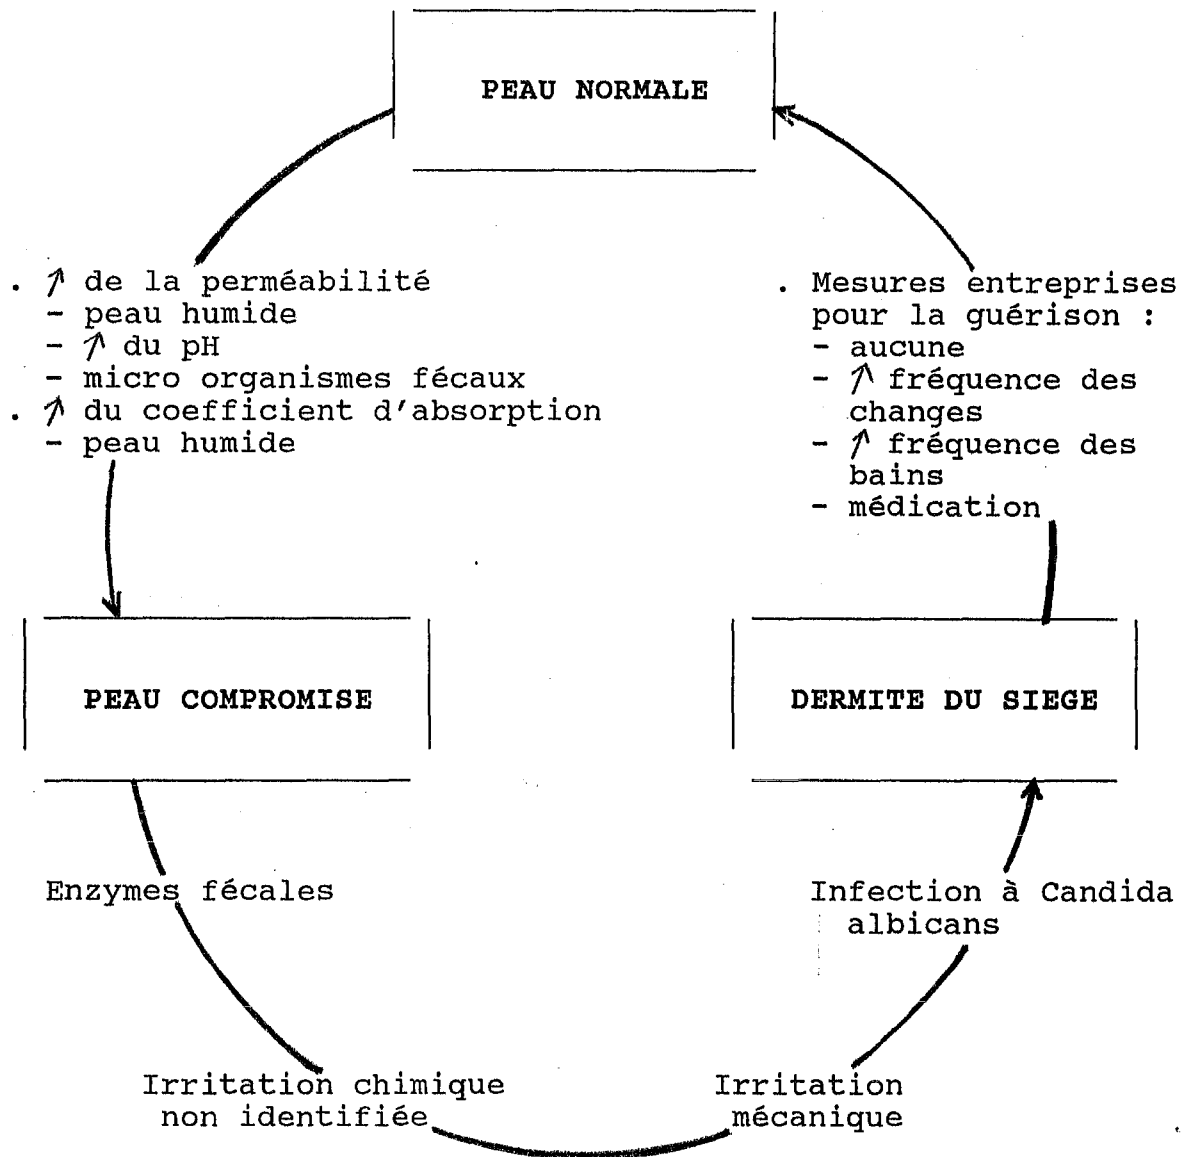 PEAU NORMALE
. ↗ de la perméabilité
- peau humide
- ↗ du pH
- micro organismes fécaux
. ↗ du coefficient d'absorption
- peau humide
. Mesures entreprises
pour la guérison :
- aucune
- ↗ fréquence des
changes
- ↗ fréquence des
bains
- médication
PEAU COMPROMISE
DERMITE DU SIEGE
Enzymes fécales
Infection à Candida
albicans
Irritation chimique
non identifiée
Irritation
mécanique